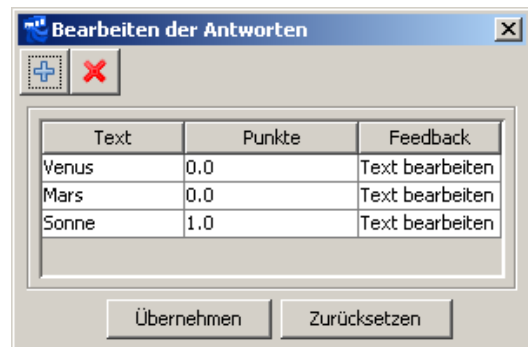 Bearbeiten der Antworten
Text Punkte Feedback
Venus 0.0 Text bearbeiten
Mars 0.0 Text bearbeiten
Sonne 1.0 Text bearbeiten
Übernehmen Zurücksetzen